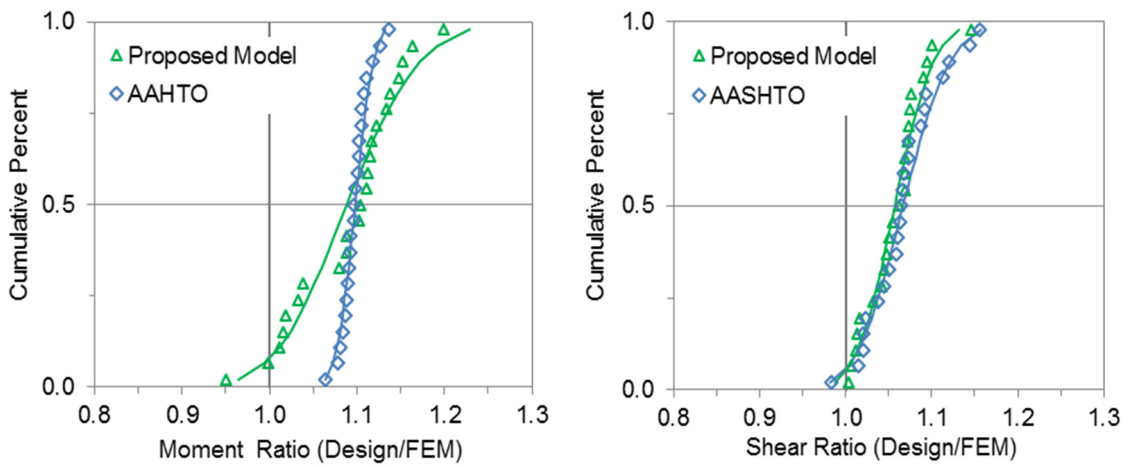 1.0
Proposed Model
AAHTO
0.5
0.0
Cumulative Percent
0.8 0.9 1.0 1.1 1.2 1.3
Moment Ratio (Design/FEM)
1.0
Proposed Model
AASHTO
0.5
0.0
Cumulative Percent
0.8 0.9 1.0 1.1 1.2 1.3
Shear Ratio (Design/FEM)